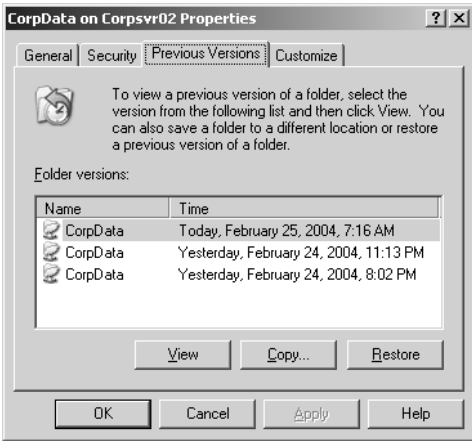 CorpData on Corpsvr02 Properties
General Security Previous Versions Customize
To view a previous version of a folder, select the
version from the following list and then click View. You
can also save a folder to a different location or restore
a previous version of a folder.
Folder versions:
Name Time
CorpData Today, February 25, 2004, 7:16 AM
CorpData Yesterday, February 24, 2004, 11:13 PM
CorpData Yesterday, February 24, 2004, 8:02 PM
View Copy... Restore
OK Cancel Apply Help